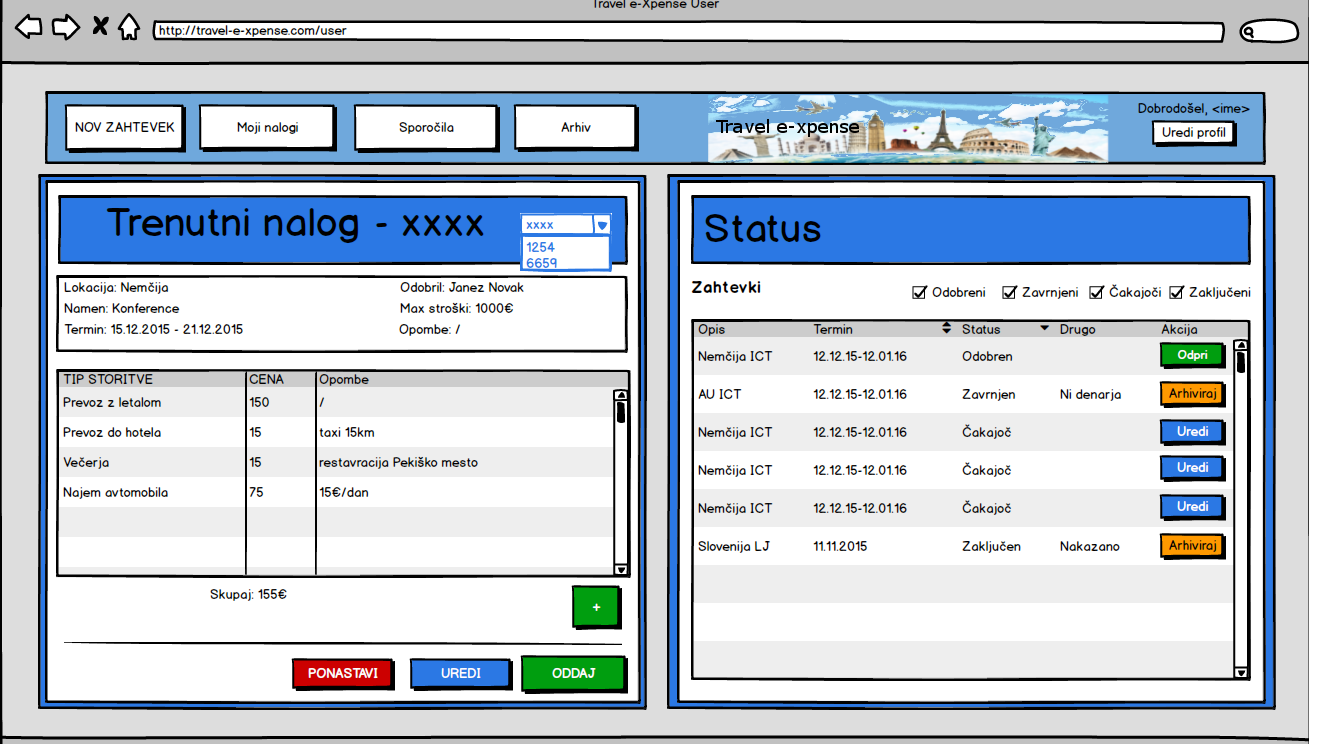 Travel e-Xpense User
http://travel-e-xpense.com/user
NOV ZAHTEVEK
Moji nalogi
Sporočila
Arhiv
Travel e-xpense
Dobrodošel, <ime>
Uredi profil
Trenutni nalog - xxxx
xxxx
1254
6659
Lokacija: Nemčija
Odobril: Janez Novak
Namen: Konference
Max stroški: 1000€
Termin: 15.12.2015 - 21.12.2015
Opombe: /
TIP STORITVE CENA Opombe
Prevoz z letalom 150 /
Prevoz do hotela 15 taxi 15km
Večerja 15 restavracija Pekiško mesto
Najem avtomobila 75 15€/dan
Skupaj: 155€
+
PONASTAVI
UREDI
ODDAJ
Status
Zahtevki
Odobreni
Zavrnjeni
Čakajoči
Zaključeni
Opis Termin Status Drugo Akcija
Nemčija ICT 12.12.15-12.01.16 Odobren Odpri
AU ICT 12.12.15-12.01.16 Zavrnjen Ni denarja Arhiviraj
Nemčija ICT 12.12.15-12.01.16 Čakajoč Uredi
Nemčija ICT 12.12.15-12.01.16 Čakajoč Uredi
Nemčija ICT 12.12.15-12.01.16 Čakajoč Uredi
Slovenija LJ 11.11.2015 Zaključen Nakazano Arhiviraj